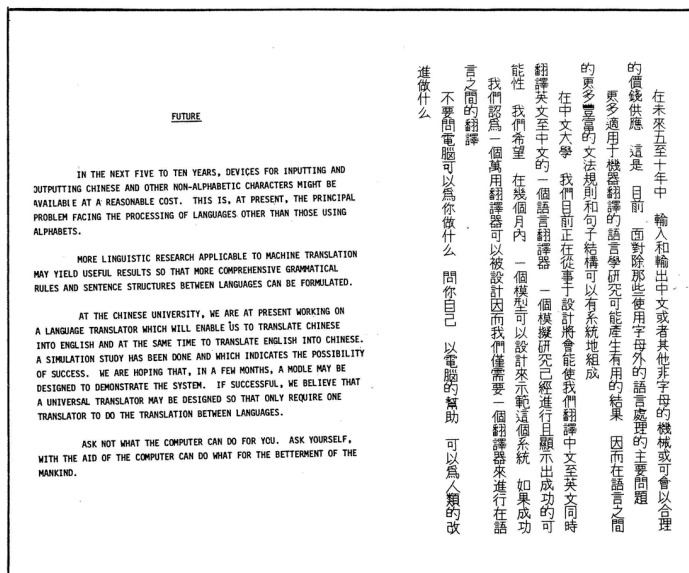 FUTURE
IN THE NEXT FIVE TO TEN YEARS, DEVICES FOR INPUTTING AND
OUTPUTTING CHINESE AND OTHER NON-ALPHABETIC CHARACTERS MIGHT BE
AVAILABLE AT A REASONABLE COST. THIS IS, AT PRESENT, THE PRINCIPAL
PROBLEM FACING THE PROCESSING OF LANGUAGES OTHER THAN THOSE USING
ALPHABETS.
MORE LINGUISTIC RESEARCH APPLICABLE TO MACHINE TRANSLATION
MAY YIELD USEFUL RESULTS SO THAT MORE COMPREHENSIVE GRAMMATICAL
RULES AND SENTENCE STRUCTURES BETWEEN LANGUAGES CAN BE FORMULATED.
AT THE CHINESE UNIVERSITY, WE ARE AT PRESENT WORKING ON
A LANGUAGE TRANSLATOR WHICH WILL ENABLE US TO TRANSLATE CHINESE
INTO ENGLISH AND AT THE SAME TIME TO TRANSLATE ENGLISH INTO CHINESE.
A SIMULATION STUDY HAS BEEN DONE AND WHICH INDICATES THE POSSIBILITY
OF SUCCESS. WE ARE HOPING THAT, IN A FEW MONTHS, A MODLE MAY BE
DESIGNED TO DEMONSTRATE THE SYSTEM. IF SUCCESSFUL, WE BELIEVE THAT
A UNIVERSAL TRANSLATOR MAY BE DESIGNED SO THAT ONLY REQUIRE ONE
TRANSLATOR TO DO THE TRANSLATION BETWEEN LANGUAGES.
ASK NOT WHAT THE COMPUTER CAN DO FOR YOU. ASK YOURSELF,
WITH THE AID OF THE COMPUTER CAN DO WHAT FOR THE BETTERMENT OF THE
MANKIND.
在未來五至十年中 輸入和輸出中文或者其他非字母的機械或可會以合理
的價錢供應 這是 目前 面對除那些使用字母外的語言處理的主要問題
更多適用于機器翻譯的語言學研究可能產生有用的結果 因而在語言之間
的更多豐富的文法規則和句子結構可以有系統地組成
在中文大學 我們目前正在從事于設計將會能使我們翻譯中文至英文同時
翻譯英文至中文的一個語言翻譯器 一個模擬研究已經進行且顯示出成功的可
能性 我們希望 在幾個月內 一個模型可以設計來示範這個系統 如果成功
我們認爲一個萬用翻譯器可以被設計因而我們僅需要一個翻譯器來進行在語
言之間的翻譯
不要問電腦可以爲你做什么 問你自己 以電腦的幫助 可以爲人類的改
進做什么